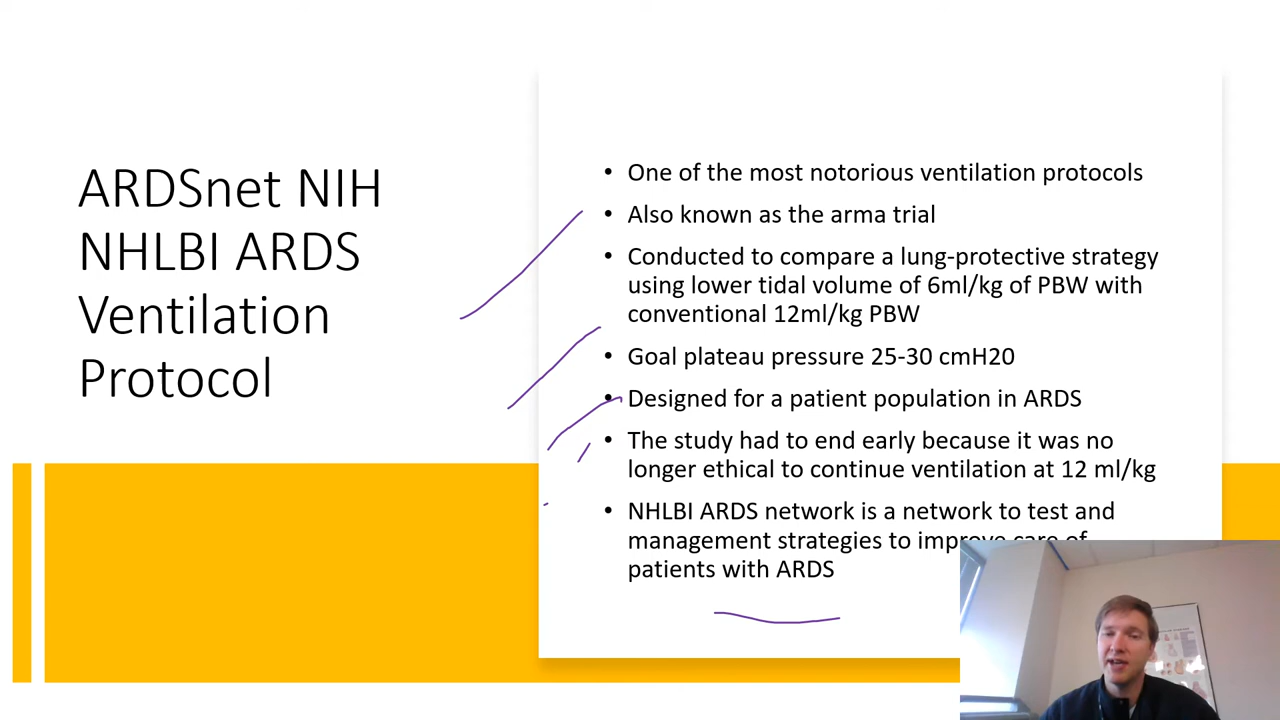 ARDSnet NIH
NHLBI ARDS
Ventilation
Protocol
• One of the most notorious ventilation protocols
• Also known as the arma trial
• Conducted to compare a lung-protective strategy
using lower tidal volume of 6ml/kg of PBW with
conventional 12ml/kg PBW
• Goal plateau pressure 25-30 cmH20
• Designed for a patient population in ARDS
• The study had to end early because it was no
longer ethical to continue ventilation at 12 ml/kg
• NHLBI ARDS network is a network to test and
management strategies to improve care of
patients with ARDS